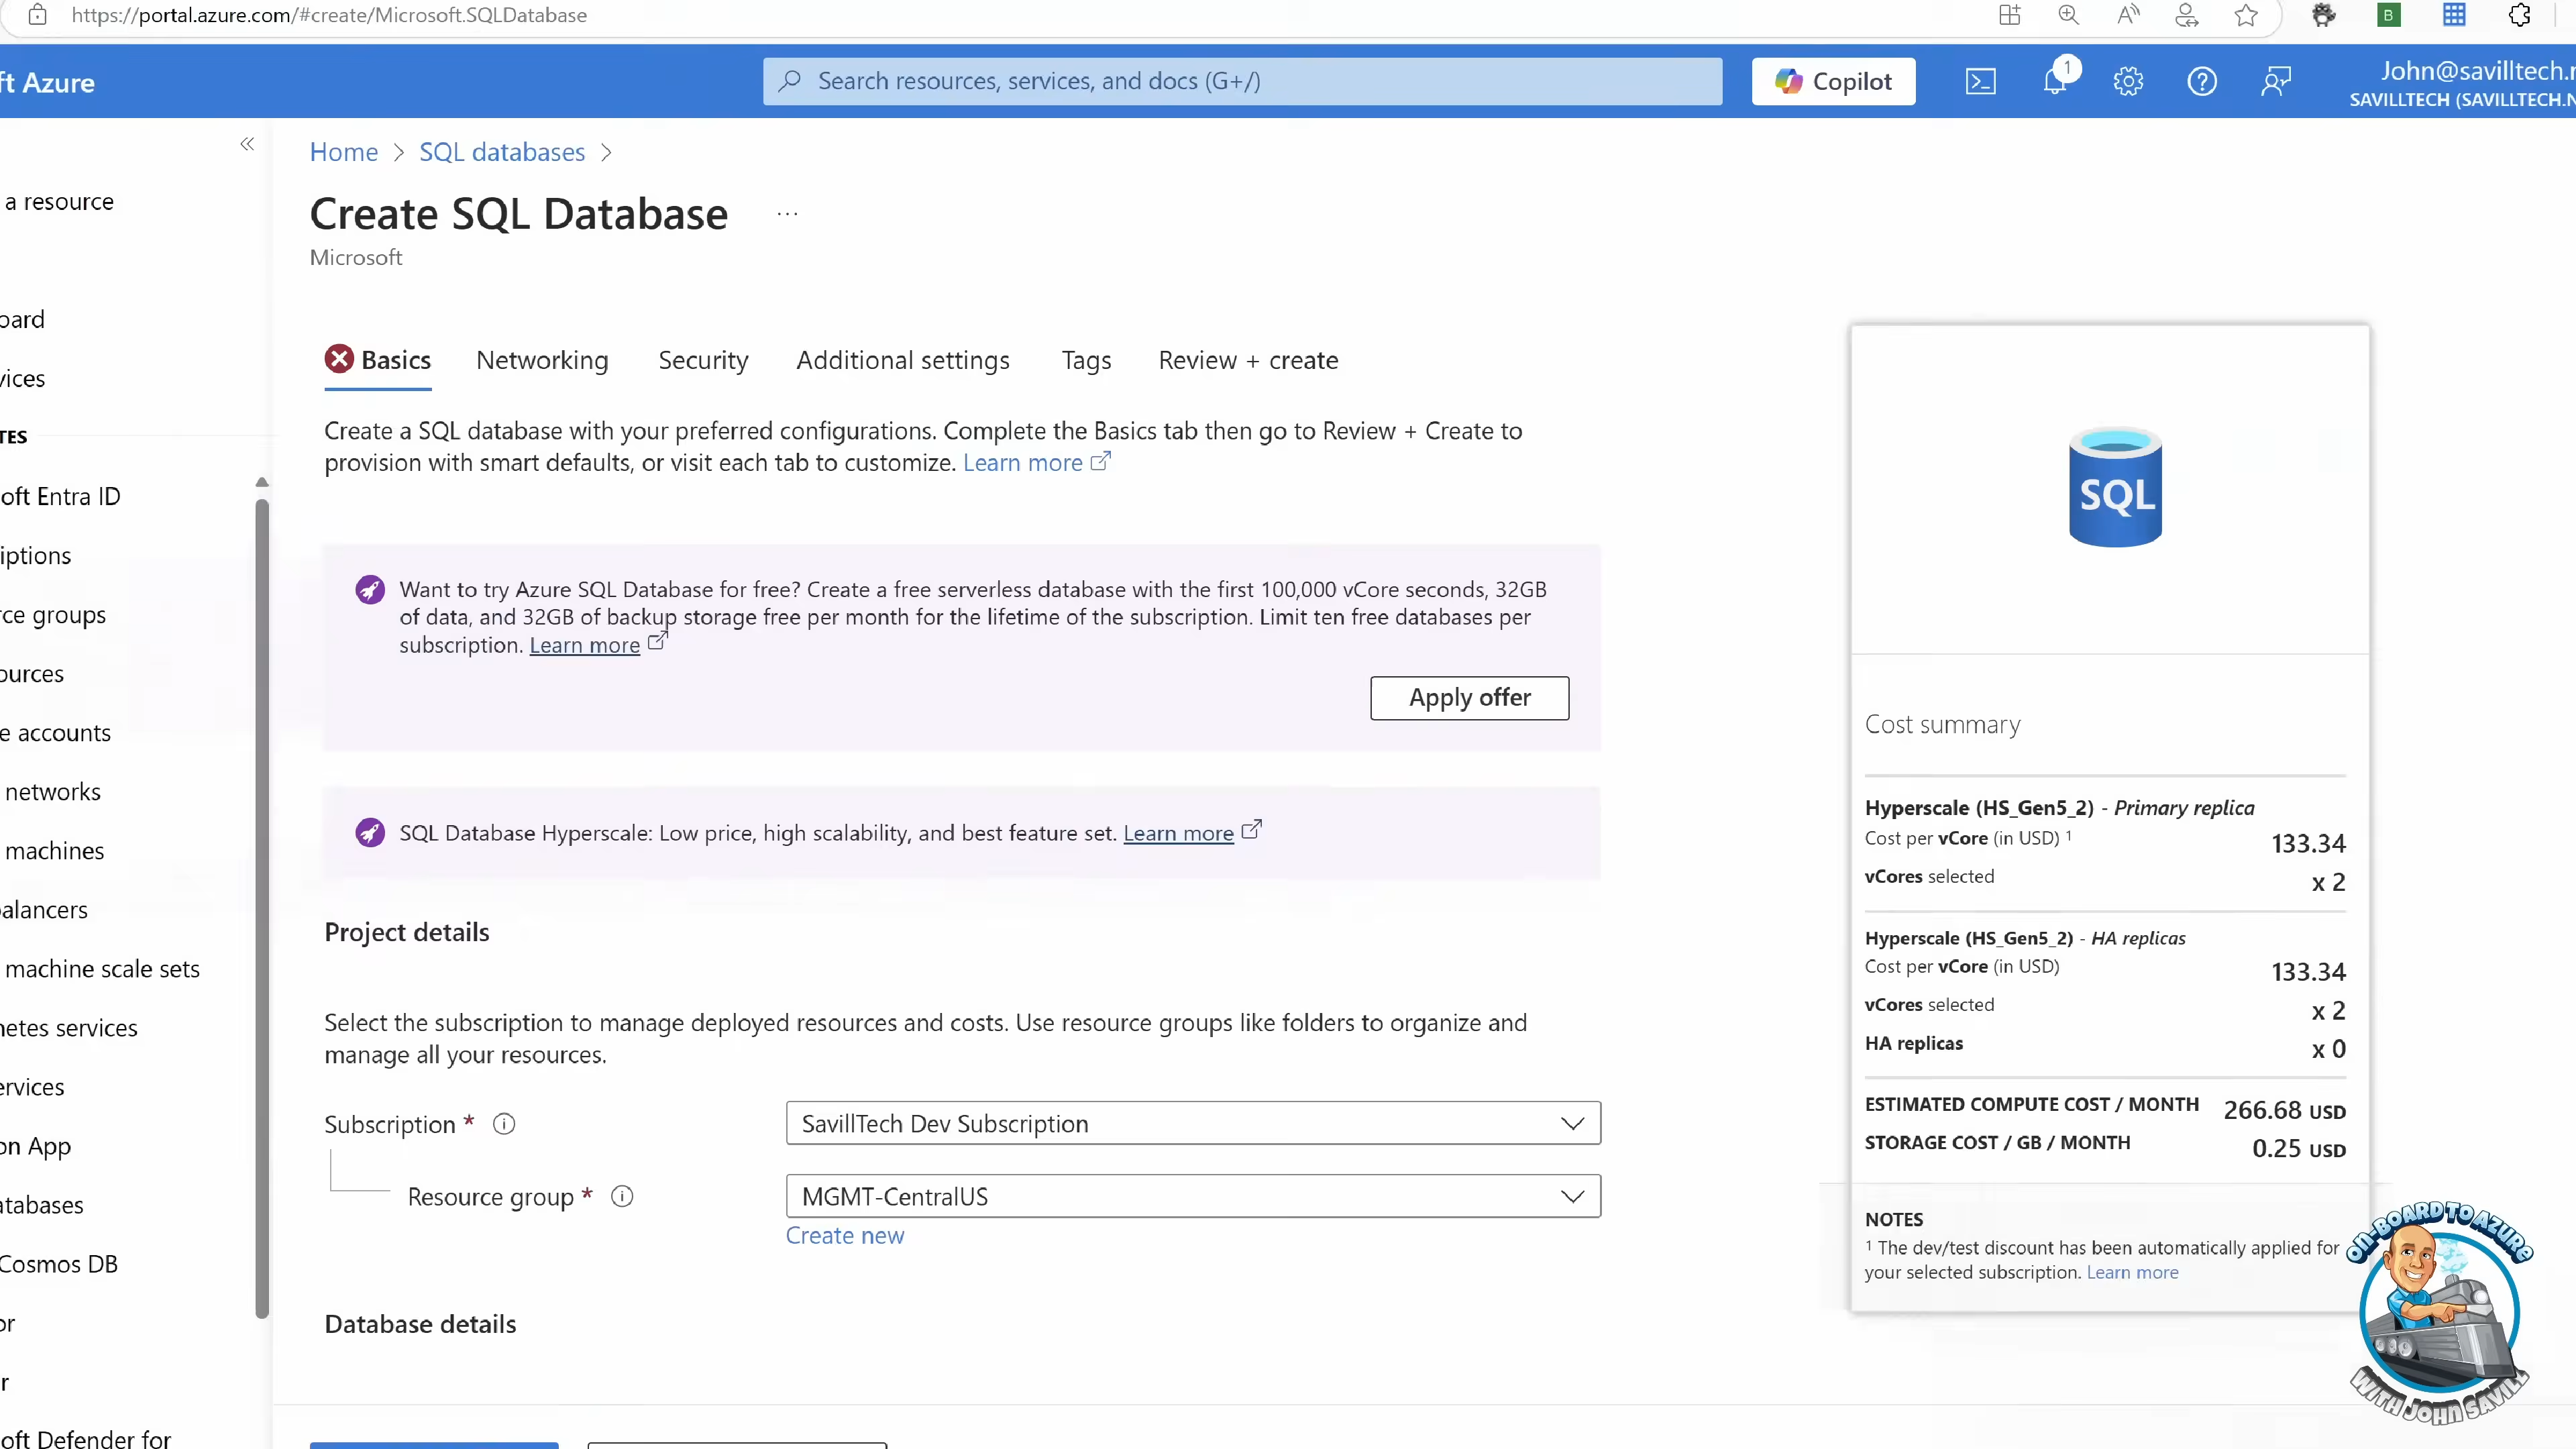 https://portal.azure.com/#create/Microsoft.SQLDatabase
B
ft Azure
Search resources, services, and docs (G+/)
Copilot
1
John@savilltech.n
SAVILLTECH (SAVILLTECH.N
Home > SQL databases >
a resource
Create SQL Database ...
Microsoft
oard
vices
TES
oft Entra ID
iptions
rce groups
ources
e accounts
networks
machines
alancers
machine scale sets
netes services
ervices
on App
atabases
Cosmos DB
or
r
oft Defender for
Basics Networking Security Additional settings Tags Review + create
Create a SQL database with your preferred configurations. Complete the Basics tab then go to Review + Create to
provision with smart defaults, or visit each tab to customize. Learn more
Want to try Azure SQL Database for free? Create a free serverless database with the first 100,000 vCore seconds, 32GB
of data, and 32GB of backup storage free per month for the lifetime of the subscription. Limit ten free databases per
subscription. Learn more
Apply offer
SQL Database Hyperscale: Low price, high scalability, and best feature set. Learn more
Project details
Select the subscription to manage deployed resources and costs. Use resource groups like folders to organize and
manage all your resources.
Subscription * SavillTech Dev Subscription
Resource group * MGMT-CentralUS
Create new
Database details
SQL
Cost summary
Hyperscale (HS_Gen5_2) - Primary replica
Cost per vCore (in USD) ¹ 133.34
vCores selected x 2
Hyperscale (HS_Gen5_2) - HA replicas
Cost per vCore (in USD) 133.34
vCores selected x 2
HA replicas x 0
ESTIMATED COMPUTE COST / MONTH 266.68 USD
STORAGE COST / GB / MONTH 0.25 USD
NOTES
¹ The dev/test discount has been automatically applied for
your selected subscription. Learn more
ON-BOARD TO AZURE
WITH JOHN SAVILL